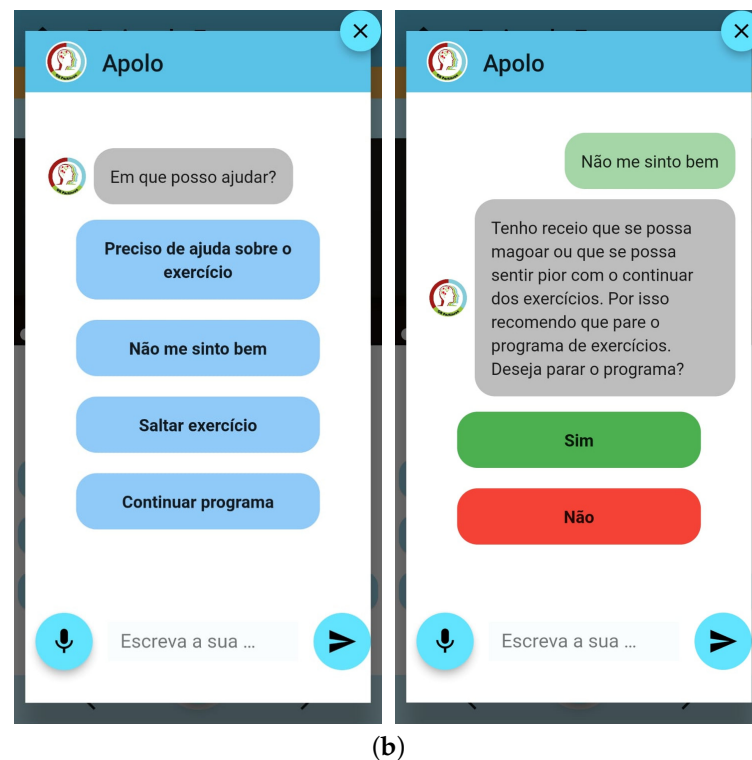 Apolo
Em que posso ajudar?
Preciso de ajuda sobre o
exercício
Não me sinto bem
Saltar exercício
Continuar programa
Escreva a sua ...
Apolo
Não me sinto bem
Tenho receio que se possa
magoar ou que se possa
sentir pior com o continuar
dos exercícios. Por isso
recomendo que pare o
programa de exercícios.
Deseja parar o programa?
Sim
Não
Escreva a sua ...
(b)